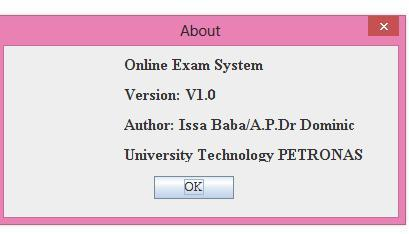 About
Online Exam System
Version: V1.0
Author: Issa Baba/A.P.Dr Dominic
University Technology PETRONAS
OK